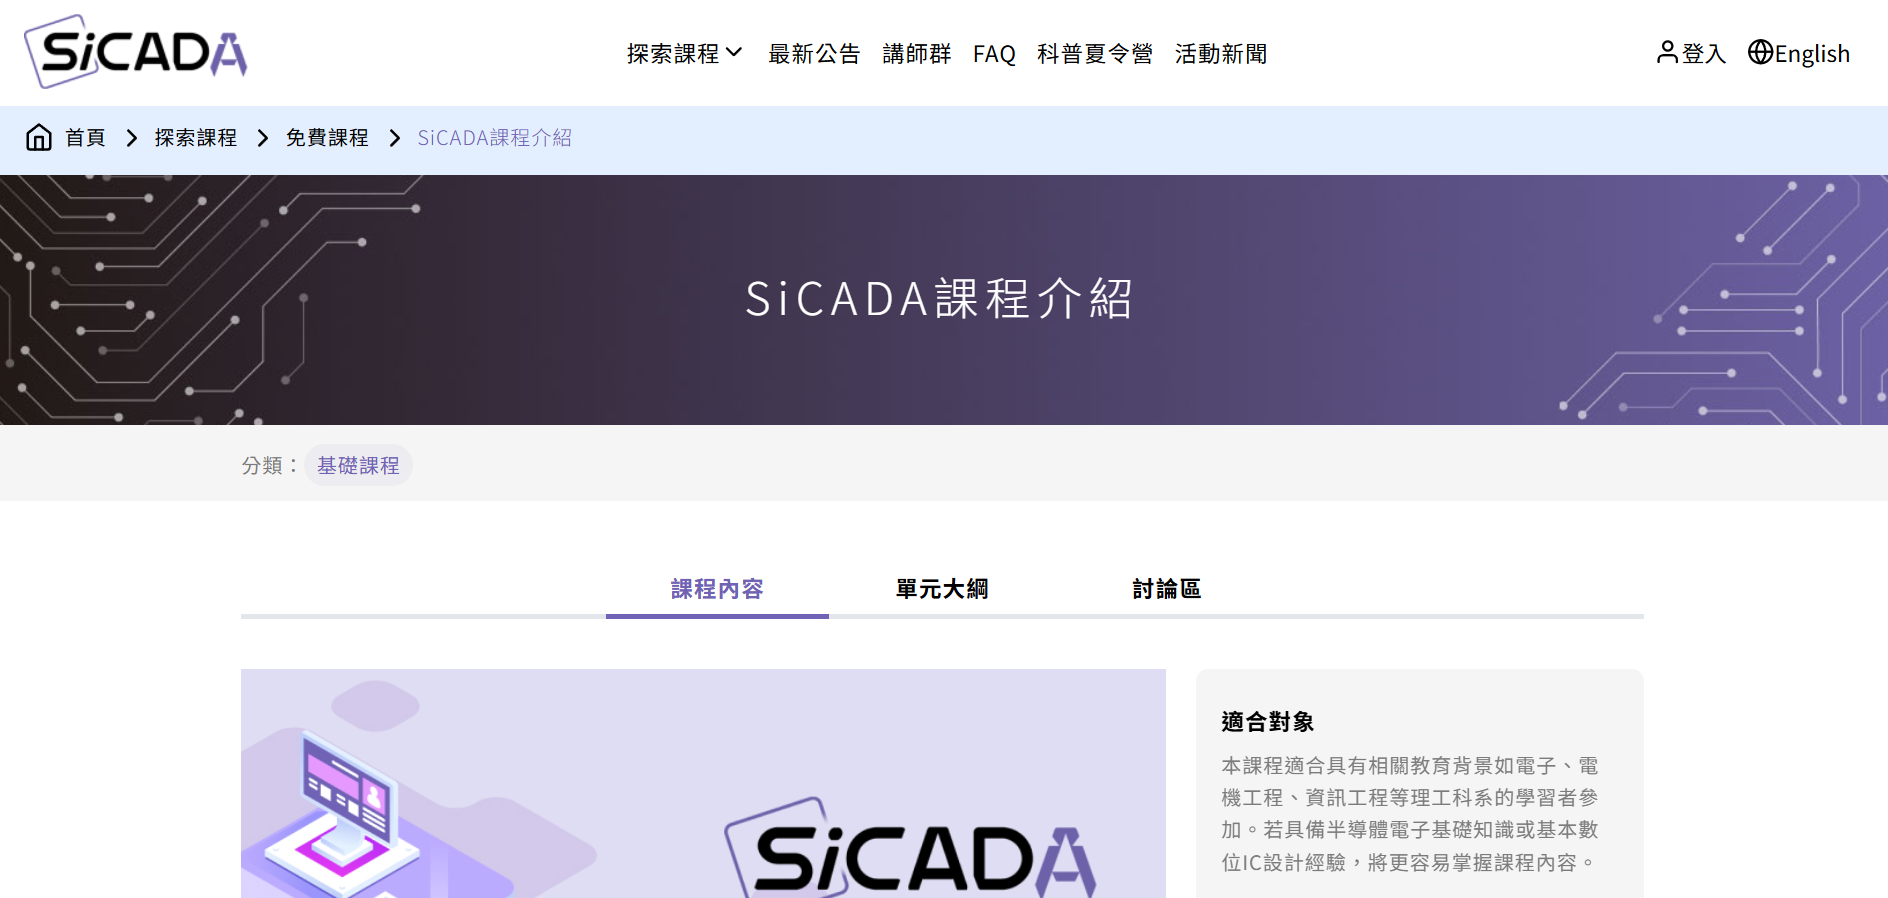 SiCADA
探索課程 最新公告 講師群 FAQ 科普夏令營 活動新聞
登入 English
首頁 探索課程 免費課程 SiCADA課程介紹
SiCADA課程介紹
分類： 基礎課程
課程內容 單元大綱 討論區
SiCADA
適合對象
本課程適合具有相關教育背景如電子、電
機工程、資訊工程等理工科系的學習者參
加。若具備半導體電子基礎知識或基本數
位IC設計經驗，將更容易掌握課程內容。